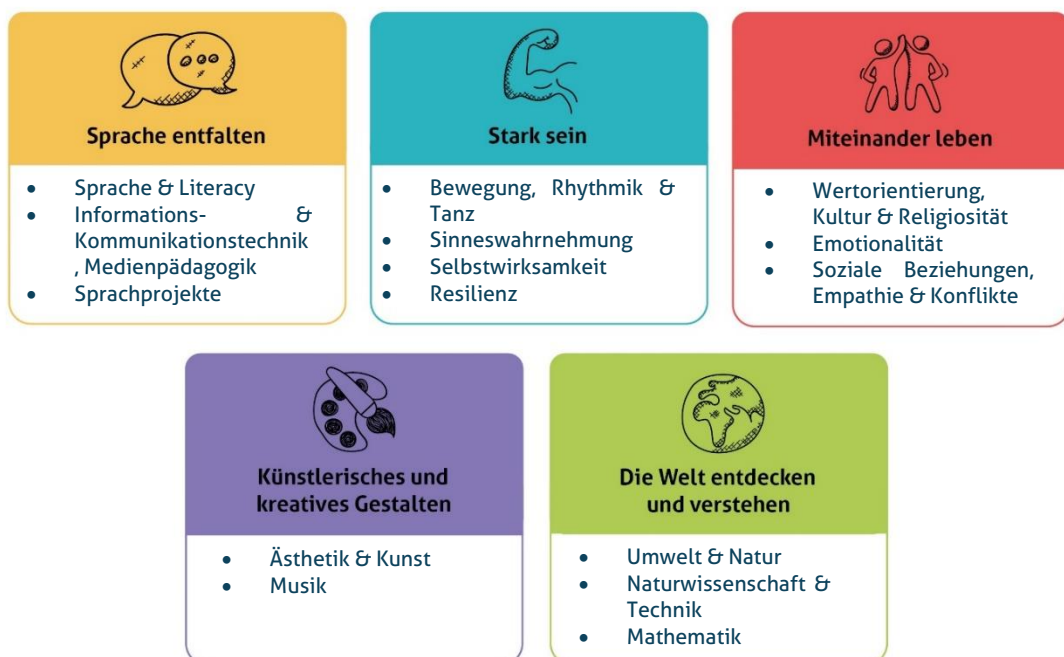 Sprache entfalten
• Sprache & Literacy
• Informations- &
Kommunikationstechnik
, Medienpädagogik
• Sprachprojekte
Stark sein
• Bewegung, Rhythmik &
Tanz
• Sinneswahrnehmung
• Selbstwirksamkeit
• Resilienz
Miteinander leben
• Wertorientierung,
Kultur & Religiosität
• Emotionalität
• Soziale Beziehungen,
Empathie & Konflikte
Künstlerisches und
kreatives Gestalten
• Ästhetik & Kunst
• Musik
Die Welt entdecken
und verstehen
• Umwelt & Natur
• Naturwissenschaft &
Technik
• Mathematik